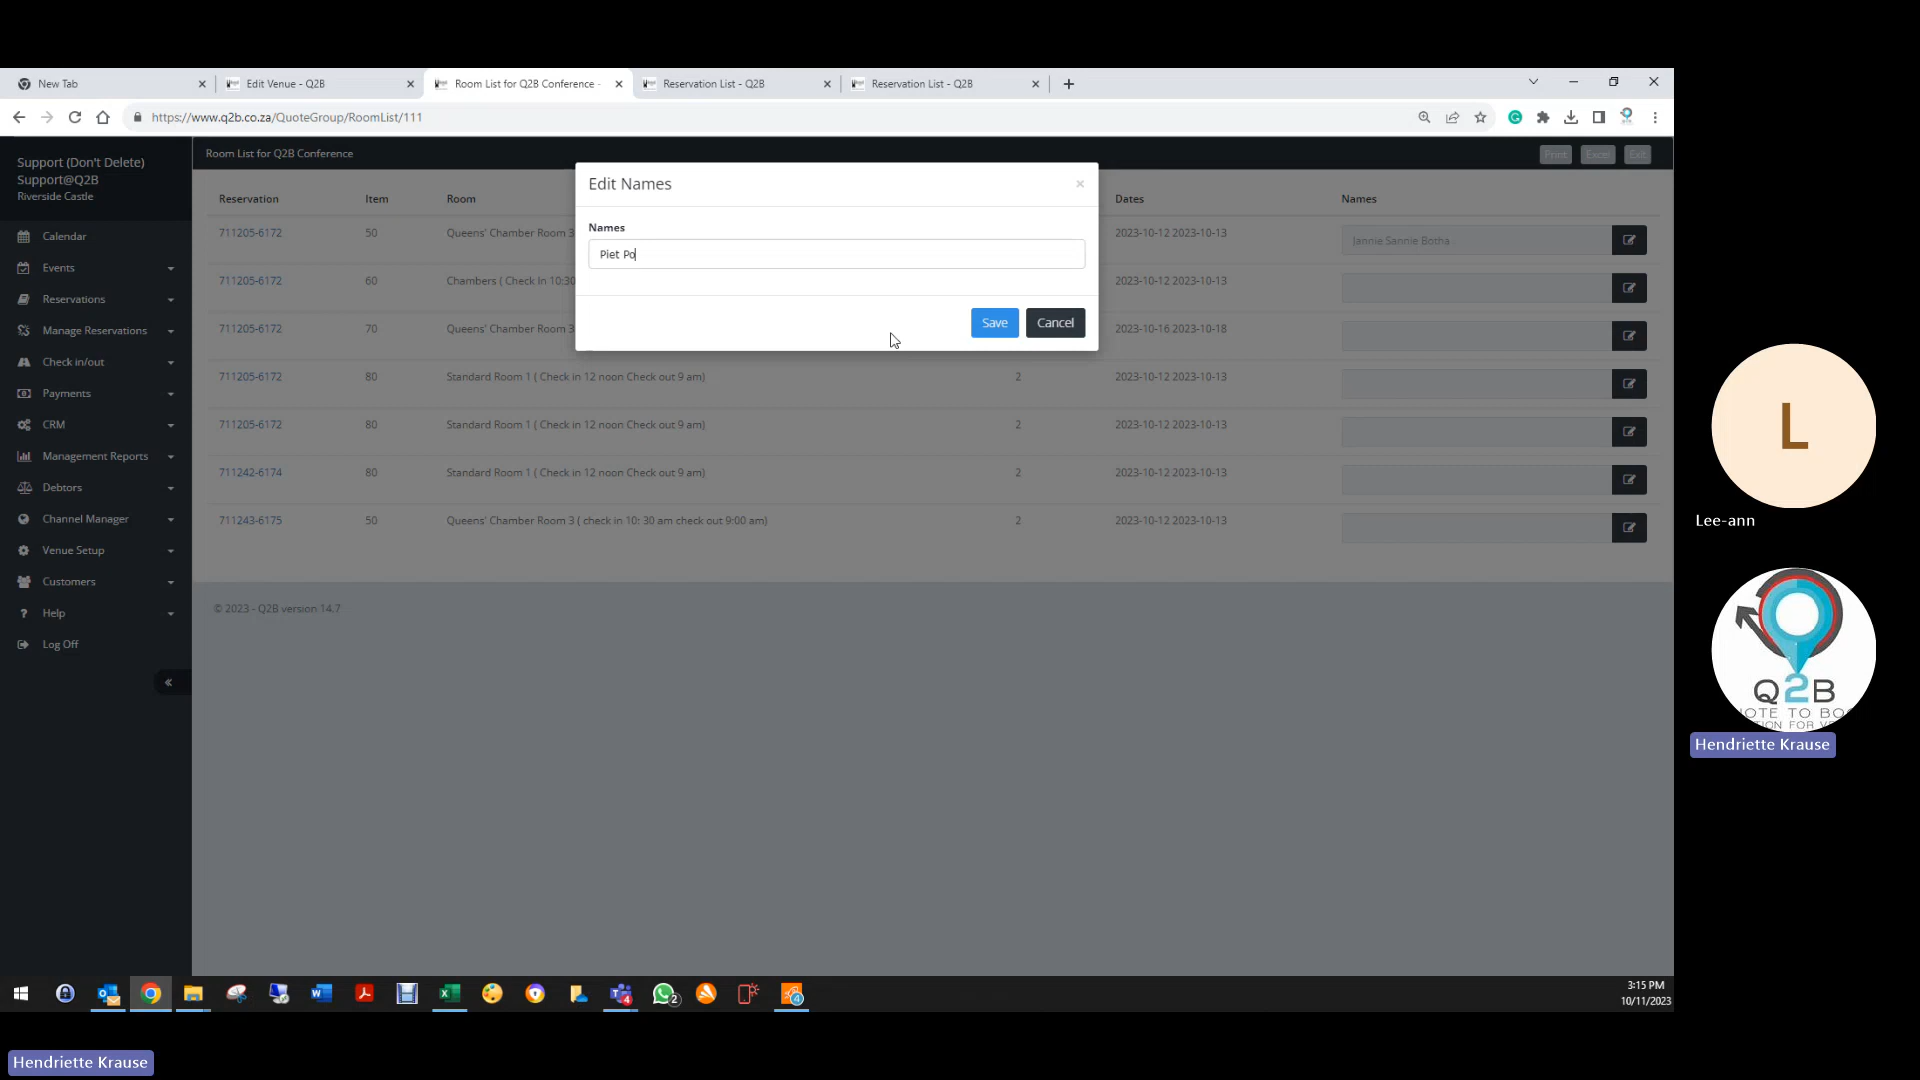 New Tab
Edit Venue - Q2B
Room List for Q2B Conference -
Reservation List - Q2B
Reservation List - Q2B
https://www.q2b.co.za/QuoteGroup/RoomList/111
Support (Don't Delete)
Support@Q2B
Riverside Castle
Calendar
Events
Reservations
Manage Reservations
Check in/out
Payments
CRM
Management Reports
Debtors
Channel Manager
Venue Setup
Customers
Help
Log Off
Room List for Q2B Conference
Print Excel Exit
Edit Names
Names
Piet Po
Save Cancel
Reservation Item Room Dates Names
711205-6172 50 Queens' Chamber Room 3 2023-10-12 2023-10-13 Jannie Sannie Botha
711205-6172 60 Chambers ( Check In 10:30 2023-10-12 2023-10-13
711205-6172 70 Queens' Chamber Room 3 2023-10-16 2023-10-18
711205-6172 80 Standard Room 1 ( Check in 12 noon Check out 9 am) 2 2023-10-12 2023-10-13
711205-6172 80 Standard Room 1 ( Check in 12 noon Check out 9 am) 2 2023-10-12 2023-10-13
711242-6174 80 Standard Room 1 ( Check in 12 noon Check out 9 am) 2 2023-10-12 2023-10-13
711243-6175 50 Queens' Chamber Room 3 ( check in 10: 30 am check out 9:00 am) 2 2023-10-12 2023-10-13
© 2023 - Q2B version 14.7
L
Lee-ann
Q2B
Hendriette Krause
3:15 PM
10/11/2023
Hendriette Krause